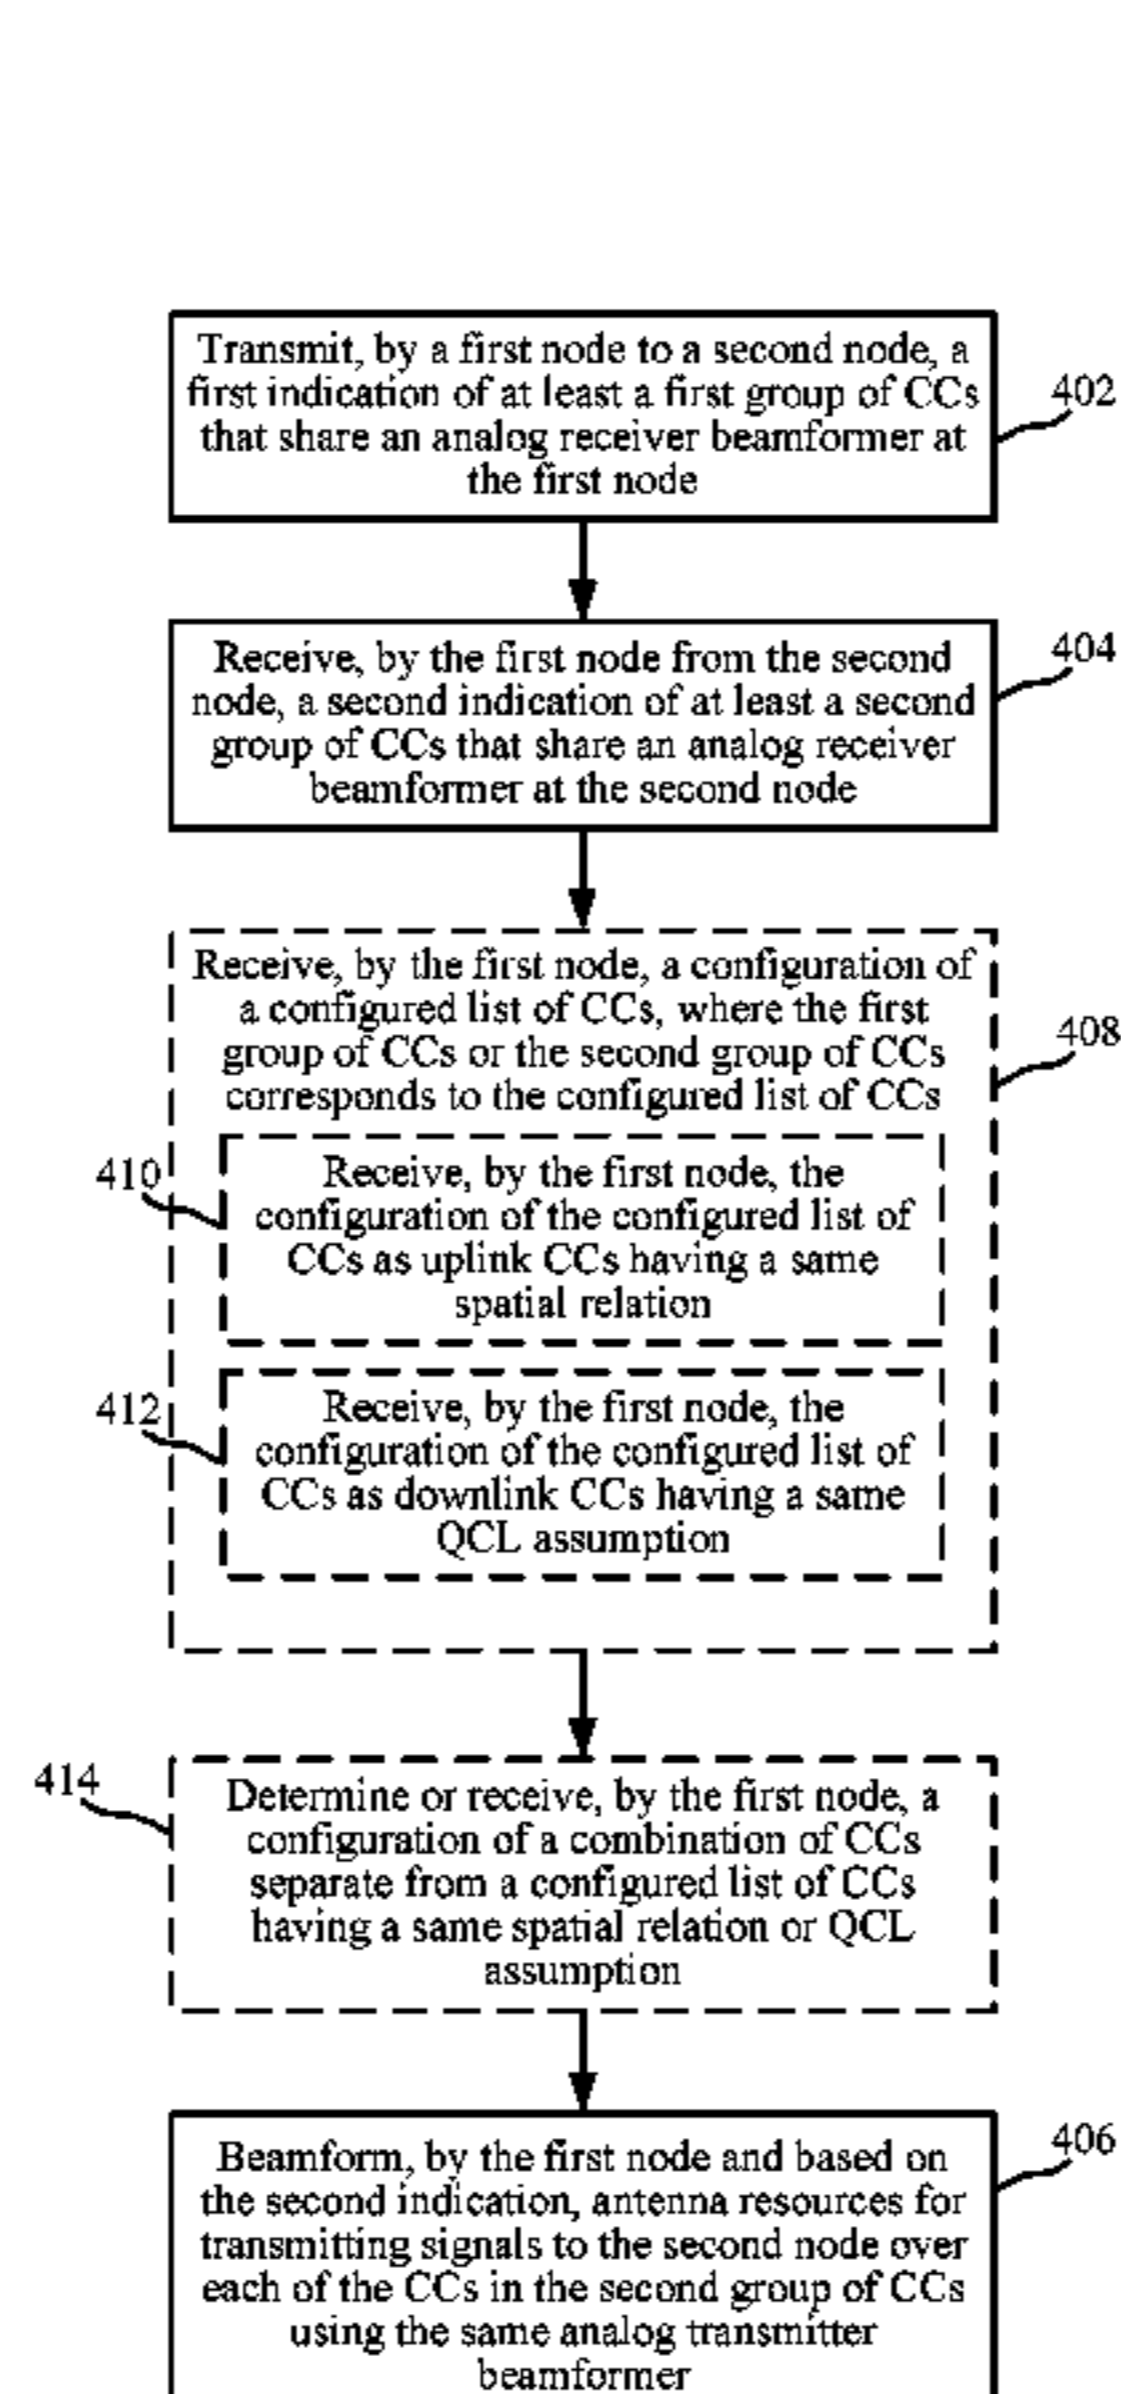 Transmit, by a first node to a second node, a
first indication of at least a first group of CCs
that share an analog receiver beamformer at
the first node
402
Receive, by the first node from the second
node, a second indication of at least a second
group of CCs that share an analog receiver
beamformer at the second node
404
Receive, by the first node, a configuration of
a configured list of CCs, where the first
group of CCs or the second group of CCs
corresponds to the configured list of CCs
408
410
Receive, by the first node, the
configuration of the configured list of
CCs as uplink CCs having a same
spatial relation
412
Receive, by the first node, the
configuration of the configured list of
CCs as downlink CCs having a same
QCL assumption
414
Determine or receive, by the first node, a
configuration of a combination of CCs
separate from a configured list of CCs
having a same spatial relation or QCL
assumption
406
Beamform, by the first node and based on
the second indication, antenna resources for
transmitting signals to the second node over
each of the CCs in the second group of CCs
using the same analog transmitter
beamformer